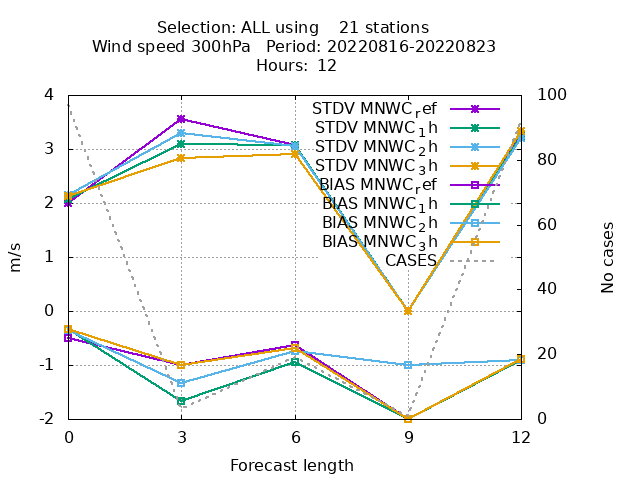 Selection: ALL using    21 stations
Wind speed 300hPa   Period: 20220816-20220823
Hours: 12
4
3
2
1
0
-1
-2
m/s
100
80
60
40
20
0
No cases
STDV MNWC_ref
STDV MNWC_1h
STDV MNWC_2h
STDV MNWC_3h
BIAS MNWC_ref
BIAS MNWC_1h
BIAS MNWC_2h
BIAS MNWC_3h
CASES
0 3 6 9 12
Forecast length